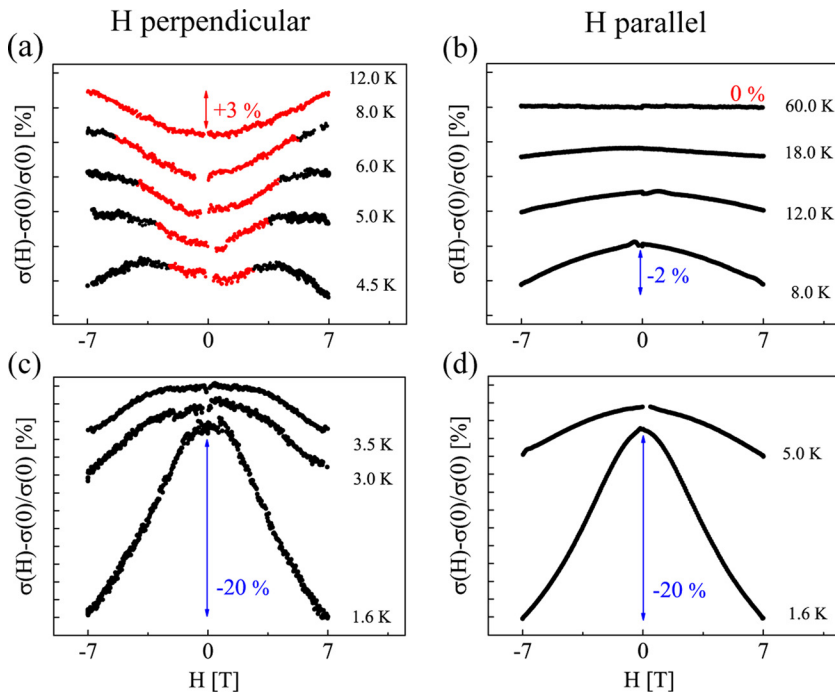 H perpendicular
H parallel
(a)
(b)
σ(H)-σ(0)/σ(0) [%]
+3 %
12.0 K
8.0 K
6.0 K
5.0 K
4.5 K
-7
0
7
σ(H)-σ(0)/σ(0) [%]
0 %
60.0 K
18.0 K
12.0 K
-2 %
8.0 K
-7
0
7
(c)
(d)
σ(H)-σ(0)/σ(0) [%]
3.5 K
3.0 K
-20 %
1.6 K
-7
0
7
H [T]
σ(H)-σ(0)/σ(0) [%]
5.0 K
-20 %
1.6 K
-7
0
7
H [T]